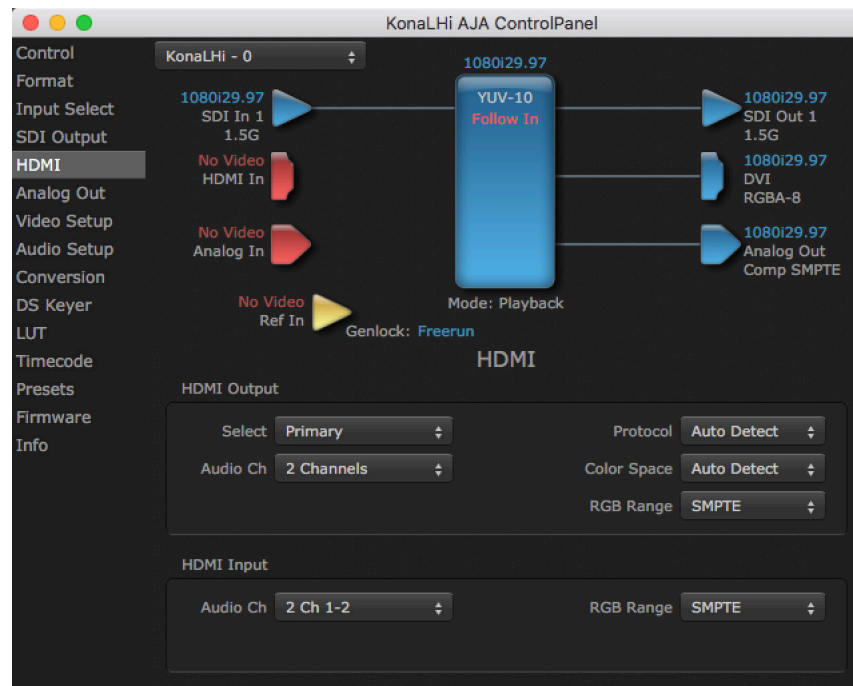 KonaLHi AJA ControlPanel
Control
Format
Input Select
SDI Output
HDMI
Analog Out
Video Setup
Audio Setup
Conversion
DS Keyer
LUT
Timecode
Presets
Firmware
Info
KonaLHi - 0
1080i29.97
YUV-10
Follow In
1080i29.97
SDI In 1
1.5G
No Video
HDMI In
No Video
Analog In
No Video
Ref In
1080i29.97
SDI Out 1
1.5G
1080i29.97
DVI
RGBA-8
1080i29.97
Analog Out
Comp SMPTE
Mode: Playback
Genlock: Freerun
HDMI
HDMI Output
Select Primary Protocol Auto Detect
Audio Ch 2 Channels Color Space Auto Detect
RGB Range SMPTE
HDMI Input
Audio Ch 2 Ch 1-2 RGB Range SMPTE